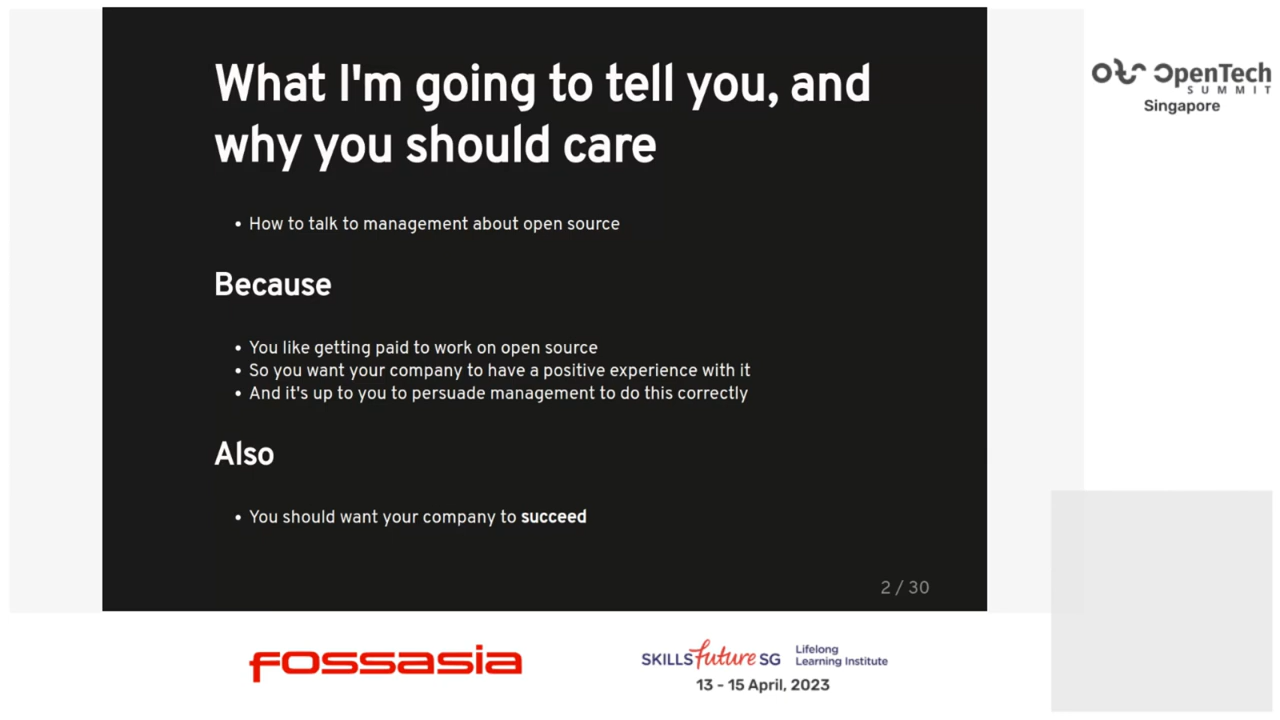 What I'm going to tell you, and
why you should care
• How to talk to management about open source
Because
• You like getting paid to work on open source
• So you want your company to have a positive experience with it
• And it's up to you to persuade management to do this correctly
Also
• You should want your company to succeed
2 / 30
OpenTech
SUMMIT
Singapore
fossasia
SKILLSfuture SG
Lifelong
Learning Institute
13 - 15 April, 2023